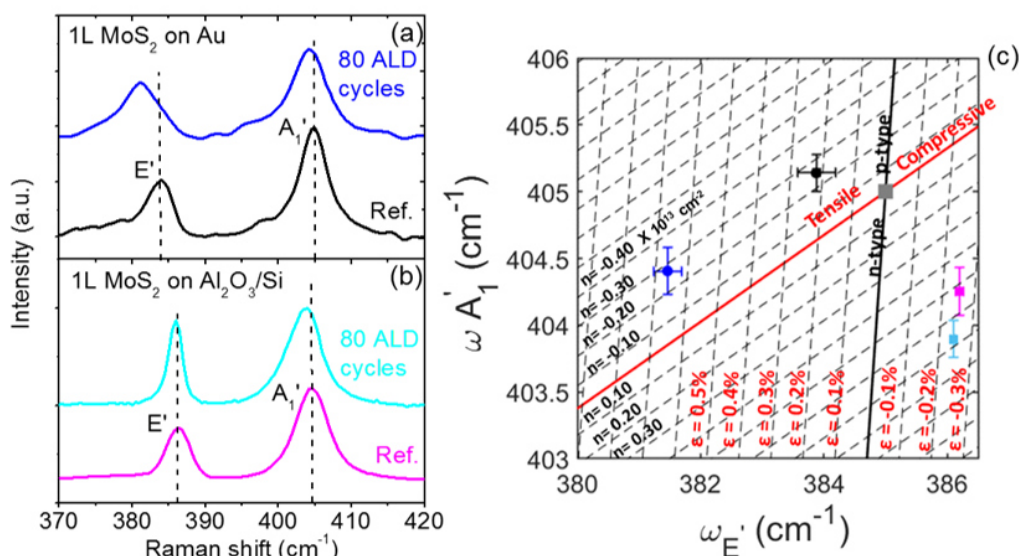 1L MoS₂ on Au
(a)
80 ALD
cycles
A₁'
E'
Ref.
(b)
1L MoS₂ on Al₂O₃/Si
80 ALD
cycles
A₁'
E'
Ref.
370 380 390 400 410 420
Raman shift (cm⁻¹)
Intensity (a.u.)
(c)
406
405.5
405
404.5
404
403.5
403
ω A₁' (cm⁻¹)
p-type
Compressive
Tensile
n-type
n= -0.40 X 10¹³ cm⁻²
n= -0.30
n= -0.20
n= -0.10
n= 0.10
n= 0.20
n= 0.30
ε = 0.5%
ε = 0.4%
ε = 0.3%
ε = 0.2%
ε = 0.1%
ε = -0.1%
ε = -0.2%
ε = -0.3%
380 382 384 386
ω_E' (cm⁻¹)